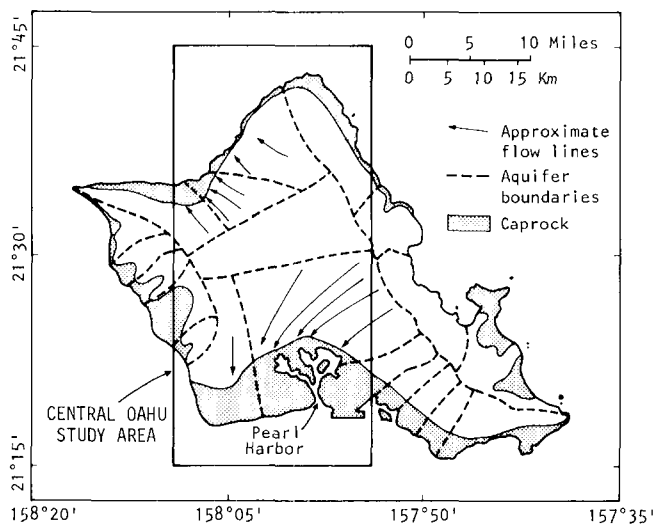 21°45'
21°30'
21°15'
0 5 10 Miles
0 5 10 15 Km
Approximate
flow lines
Aquifer
boundaries
Caprock
CENTRAL OAHU
STUDY AREA
Pearl
Harbor
158°20' 158°05' 157°50' 157°35'